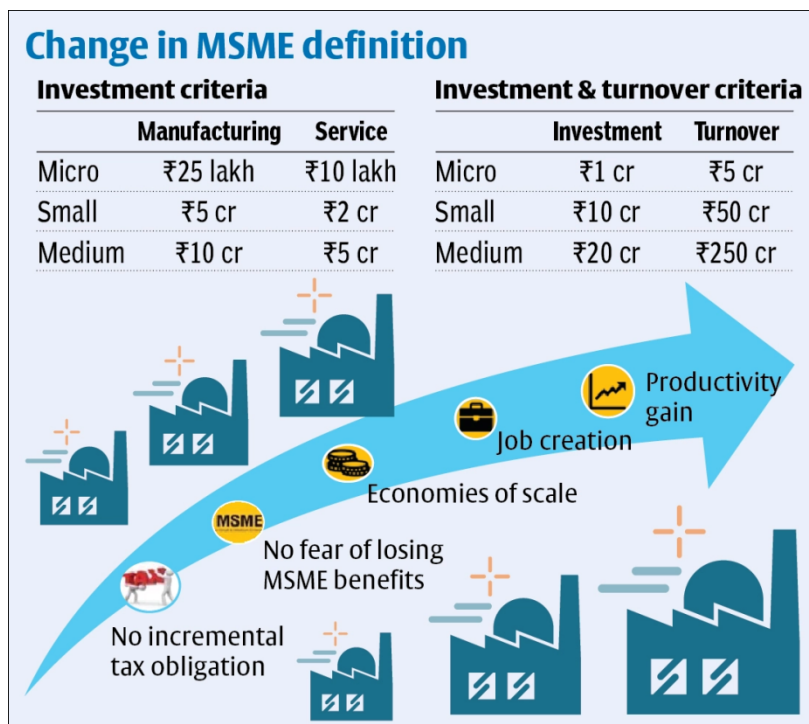 Change in MSME definition
Investment criteria
Manufacturing Service
Micro ₹25 lakh ₹10 lakh
Small ₹5 cr ₹2 cr
Medium ₹10 cr ₹5 cr
Investment & turnover criteria
Investment Turnover
Micro ₹1 cr ₹5 cr
Small ₹10 cr ₹50 cr
Medium ₹20 cr ₹250 cr
Productivity
gain
Job creation
Economies of scale
MSME
No fear of losing
MSME benefits
TAX
No incremental
tax obligation